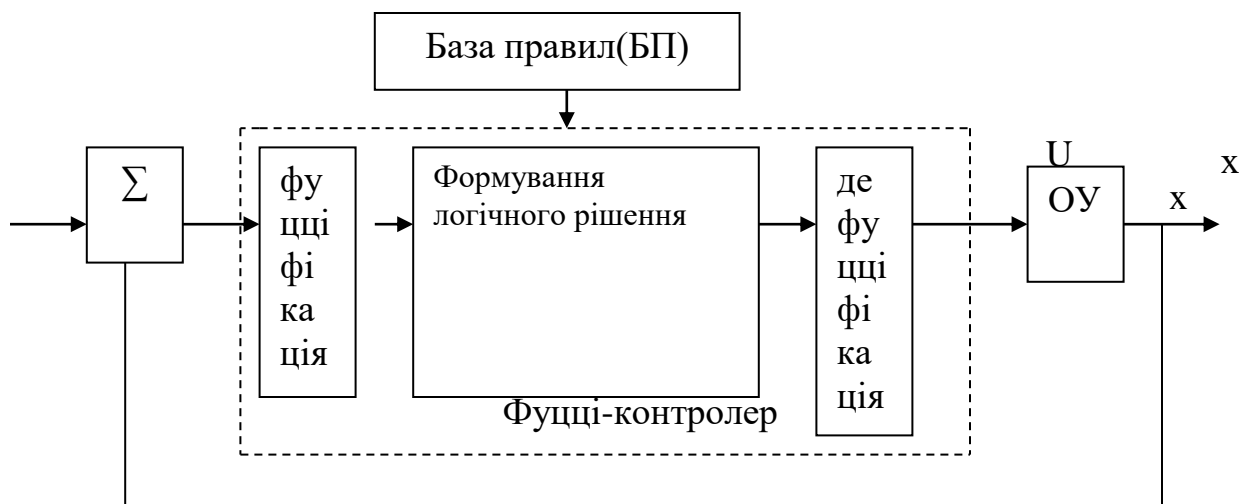 База правил(БП)
∑
фу
цці
фі
ка
ція
Формування
логічного рішення
де
фу
цці
фі
ка
ція
U
ОУ
x
x
Фуцці-контролер